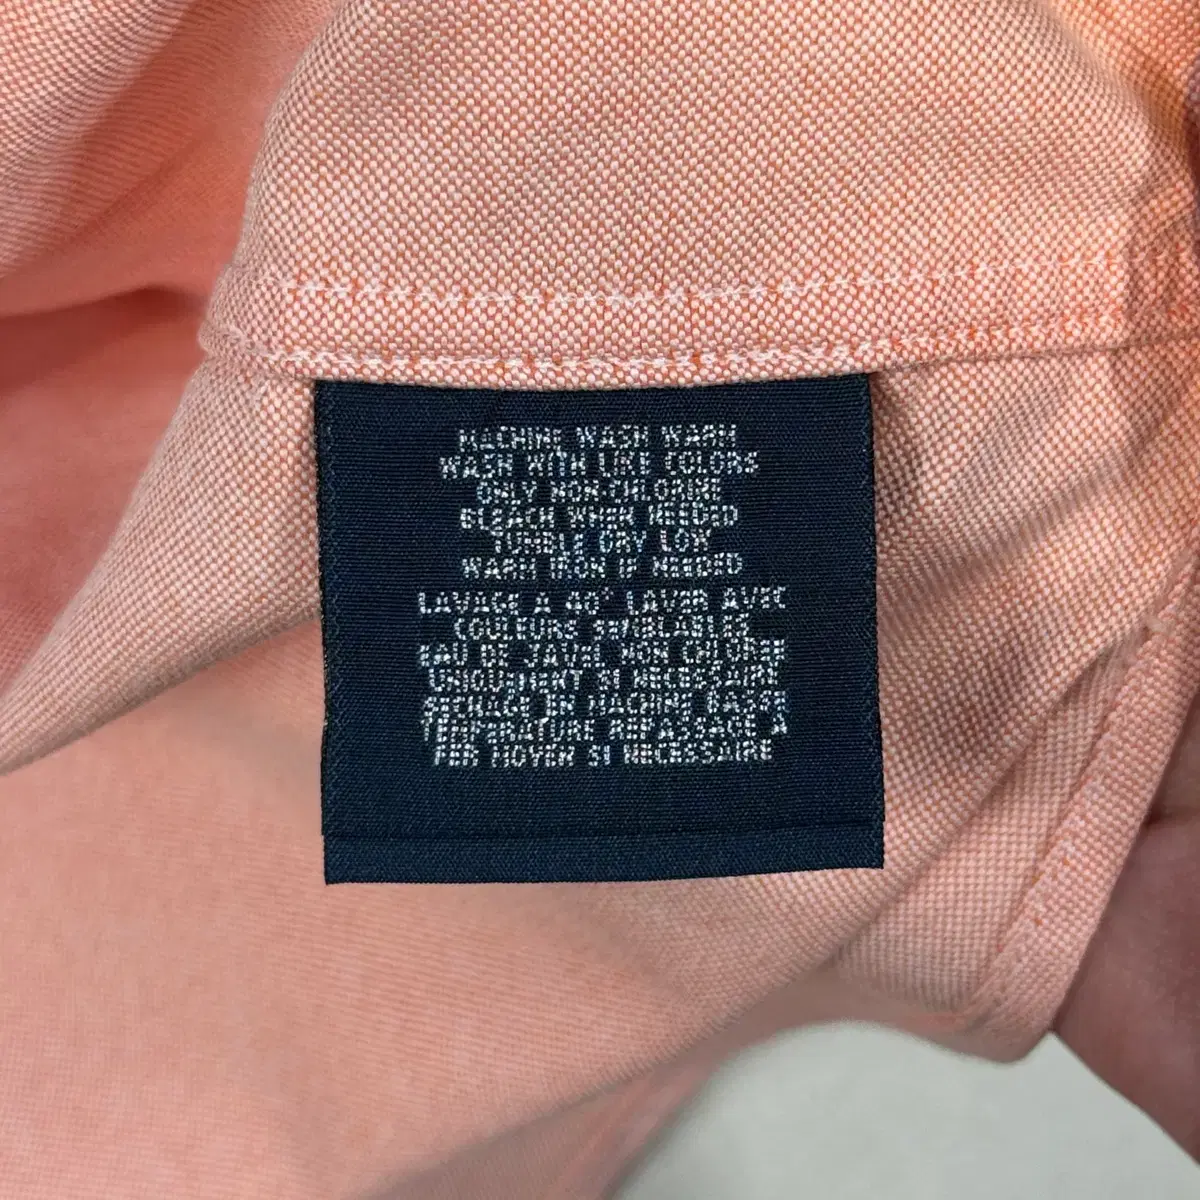 MACHINE WASH WARM
WASH WITH LIKE COLORS
ONLY NON-CHLORINE
BLEACH WHEN NEEDED
TUMBLE DRY LOW
WARM IRON IF NEEDED
LAVAGE A 40° LAVER AVEC
COULEURS SEMBLABLES
EAU DE JAVEL NON CHLOREE
UNIQUEMENT SI NECESSAIRE
SECHAGE EN MACHINE BASSE
TEMPERATURE REPASSAGE A
FER MOYEN SI NECESSAIRE